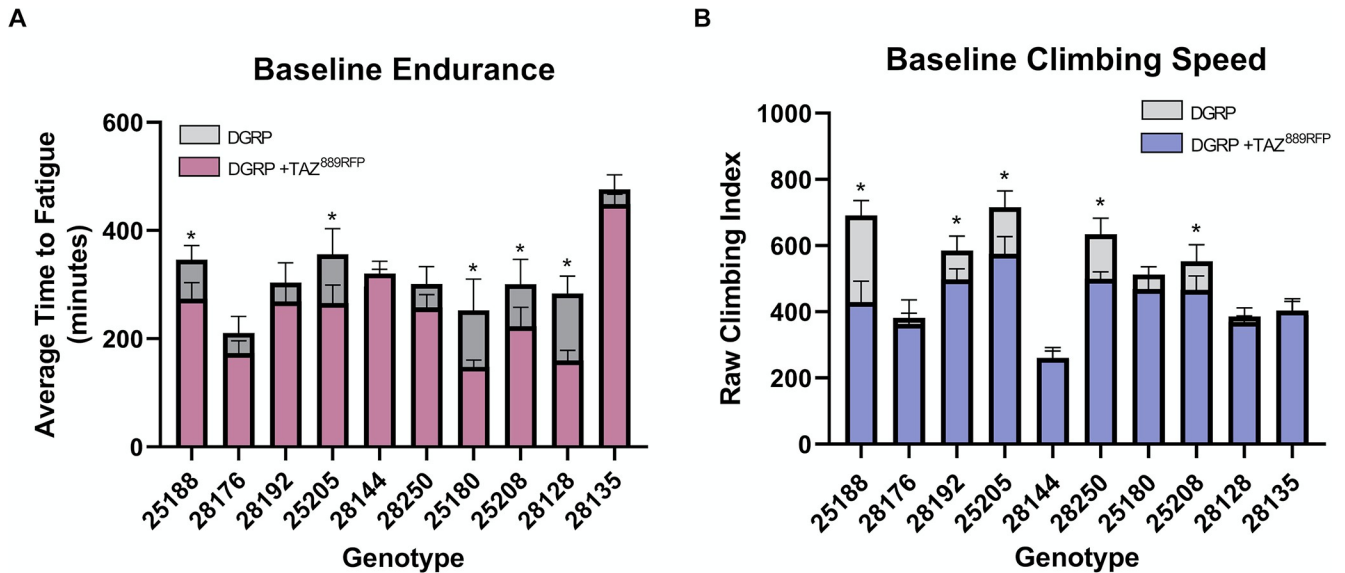 A
Baseline Endurance
DGRP
DGRP +TAZ889RFP
Average Time to Fatigue
(minutes)
600
400
200
0
* * * * *
25188 28176 28192 25205 28144 28250 25180 25208 28128 28135
Genotype
B
Baseline Climbing Speed
DGRP
DGRP +TAZ889RFP
Raw Climbing Index
1000
800
600
400
200
0
* * * * *
25188 28176 28192 25205 28144 28250 25180 25208 28128 28135
Genotype